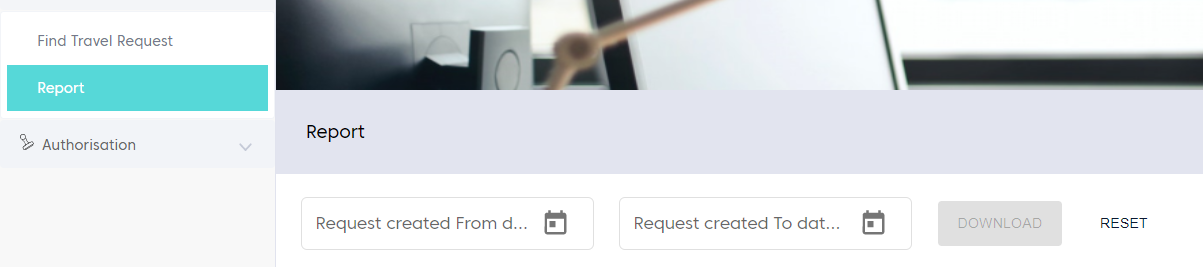 Find Travel Request
Report
Authorisation
Report
Request created From d...
Request created To dat...
DOWNLOAD
RESET